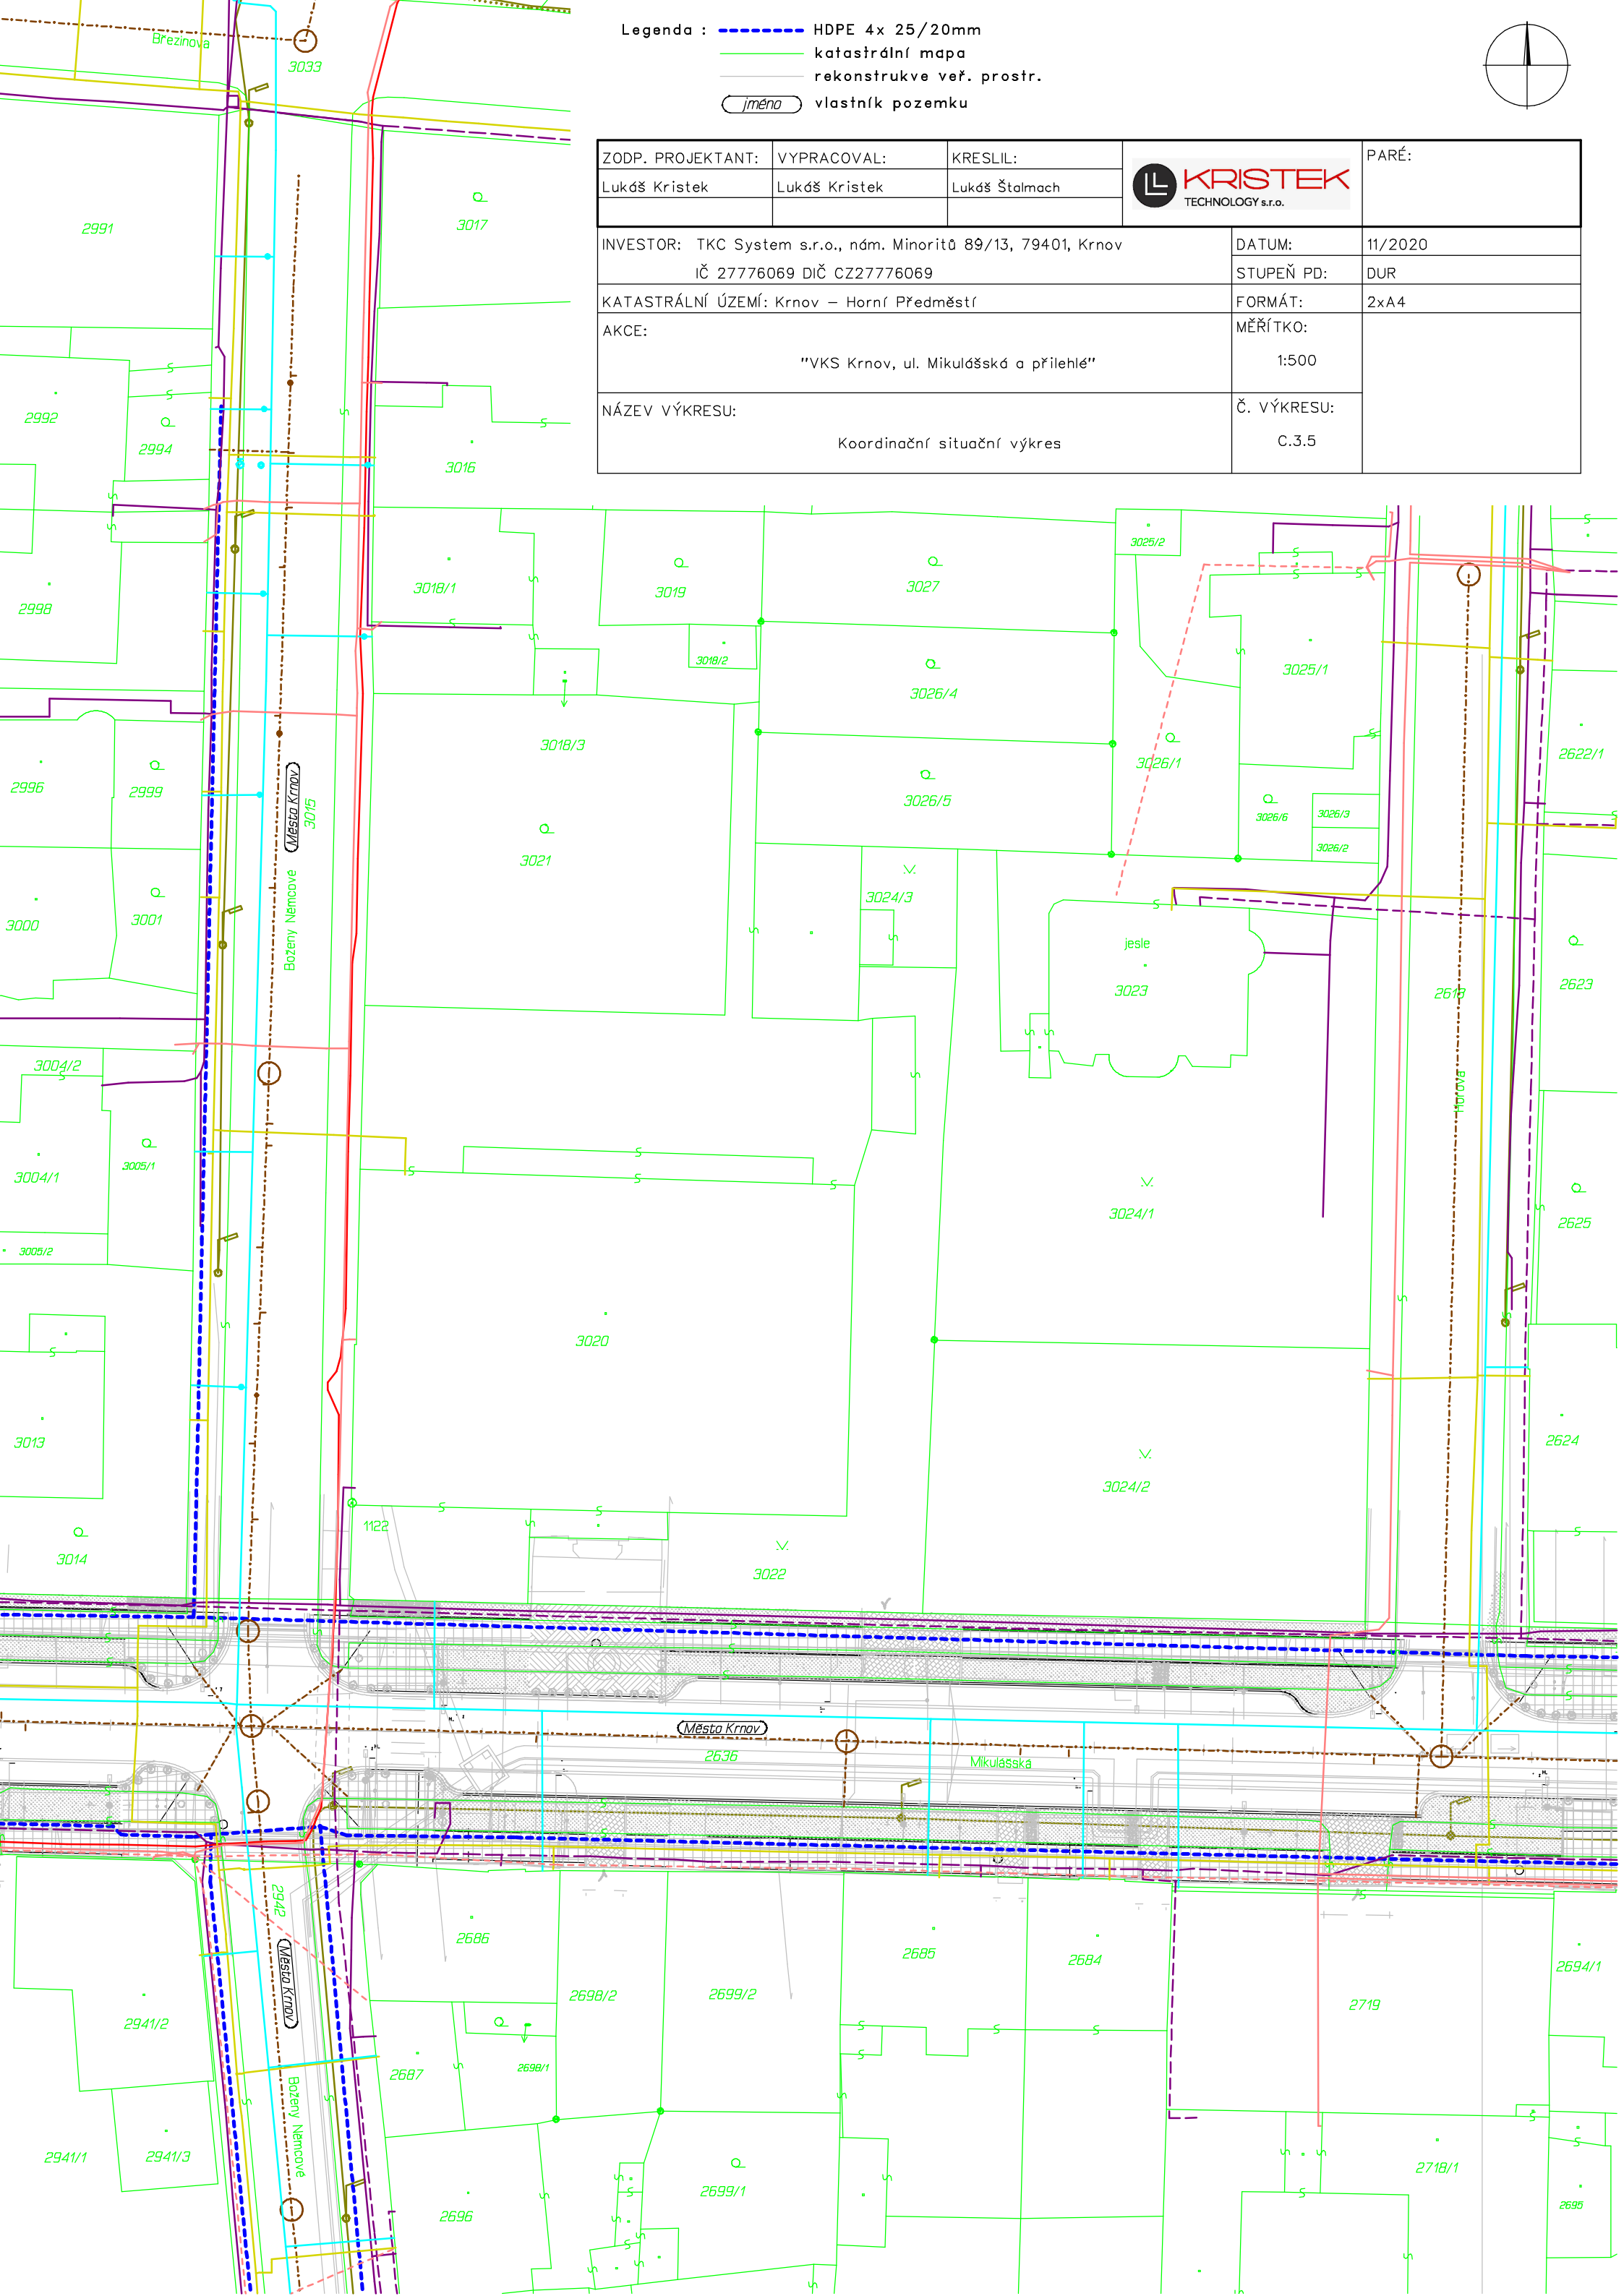 Legenda : HDPE 4x 25/20mm
katastrální mapa
rekonstrukve veř. prostr.
jméno vlastník pozemku
ZODP. PROJEKTANT: VYPRACOVAL: KRESLIL: PARÉ:
Lukáš Kristek Lukáš Kristek Lukáš Štalmach
KRISTEK
TECHNOLOGY s.r.o.
INVESTOR: TKC System s.r.o., nám. Minoritů 89/13, 79401, Krnov
IČ 27776069 DIČ CZ27776069
DATUM: 11/2020
STUPEŇ PD: DUR
KATASTRÁLNÍ ÚZEMÍ: Krnov – Horní Předměstí
FORMÁT: 2xA4
AKCE:
"VKS Krnov, ul. Mikulášská a přilehlé"
MĚŘÍTKO:
1:500
NÁZEV VÝKRESU:
Koordinační situační výkres
Č. VÝKRESU:
C.3.5
Březinova
3033
2991
3017
2992
2994
3016
2998
3018/1
3019
3027
3025/2
3018/2
3025/1
3026/4
3018/3
3026/1
2622/1
2996
2999
Město Krnov
3015
3026/5
3026/6
3026/3
3026/2
3021
3024/3
3000
3001
Boženy Němcové
jesle
3023
2618
2623
3004/2
3004/1
3005/1
3024/1
2625
3005/2
3020
3013
2624
3024/2
1122
3014
3022
Město Krnov
2636
Mikulášská
2942
Město Krnov
2686
2685
2684
2694/1
2941/2
2698/2
2699/2
2719
2687
2698/1
Boženy Němcové
2941/1
2941/3
2699/1
2718/1
2696
2695